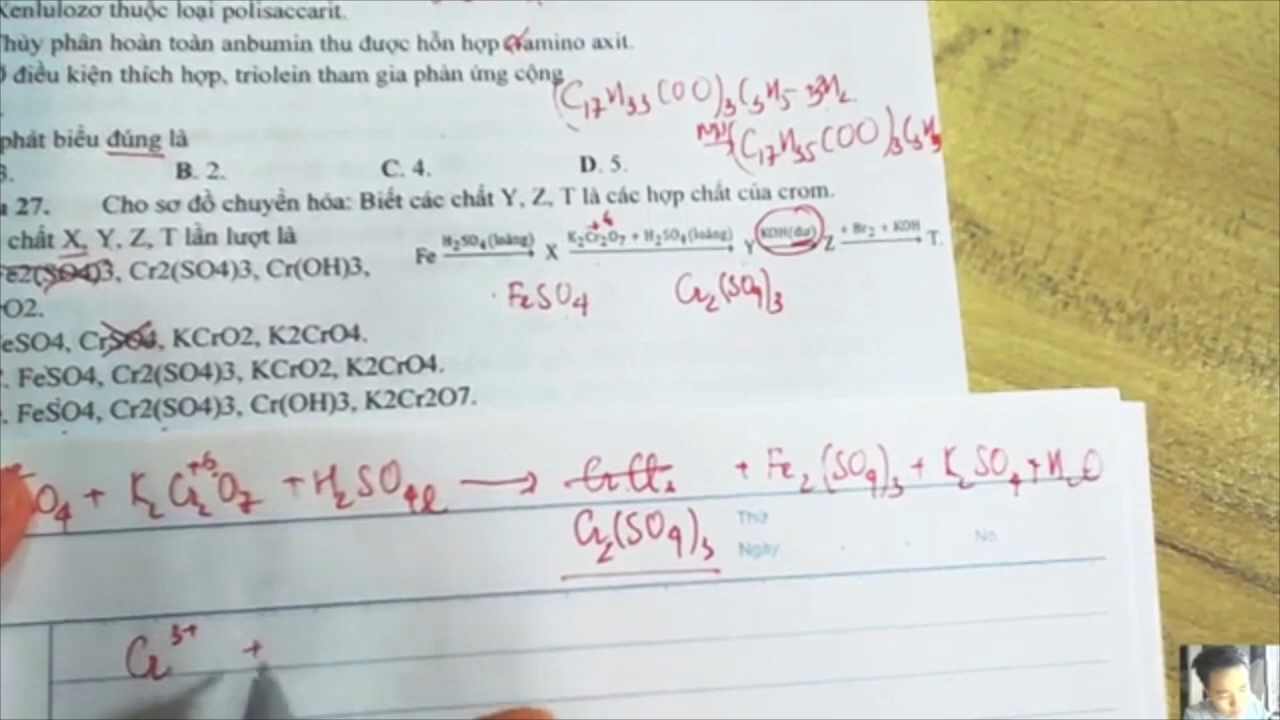 Xenlulozơ thuộc loại polisaccarit.
Thủy phân hoàn toàn anbumin thu được hỗn hợp α amino axit.
điều kiện thích hợp, triolein tham gia phản ứng cộng
(C17H33COO)3C3H5 - 3H2
(C17H35COO)3C3H5
phát biểu đúng là
3. B. 2. C. 4. D. 5.
27. Cho sơ đồ chuyển hóa: Biết các chất Y, Z, T là các hợp chất của crom.
chất X, Y, Z, T lần lượt là
+6
Fe H2SO4(loãng) X K2Cr2O7 + H2SO4(loãng) Y KOH(dư) Z + Br2 + KOH T.
Fe2(SO4)3, Cr2(SO4)3, Cr(OH)3,
FeSO4 Cr2(SO4)3
O2.
eSO4, CrSO4, KCrO2, K2CrO4.
. FeSO4, Cr2(SO4)3, KCrO2, K2CrO4.
. FeSO4, Cr2(SO4)3, Cr(OH)3, K2Cr2O7.
O4 + K2Cr2+6O7 + H2SO4l → + Fe2(SO4)3 + K2SO4 + H2O
Cr2(SO4)3
Thứ
Ngày No
Cr3+ +